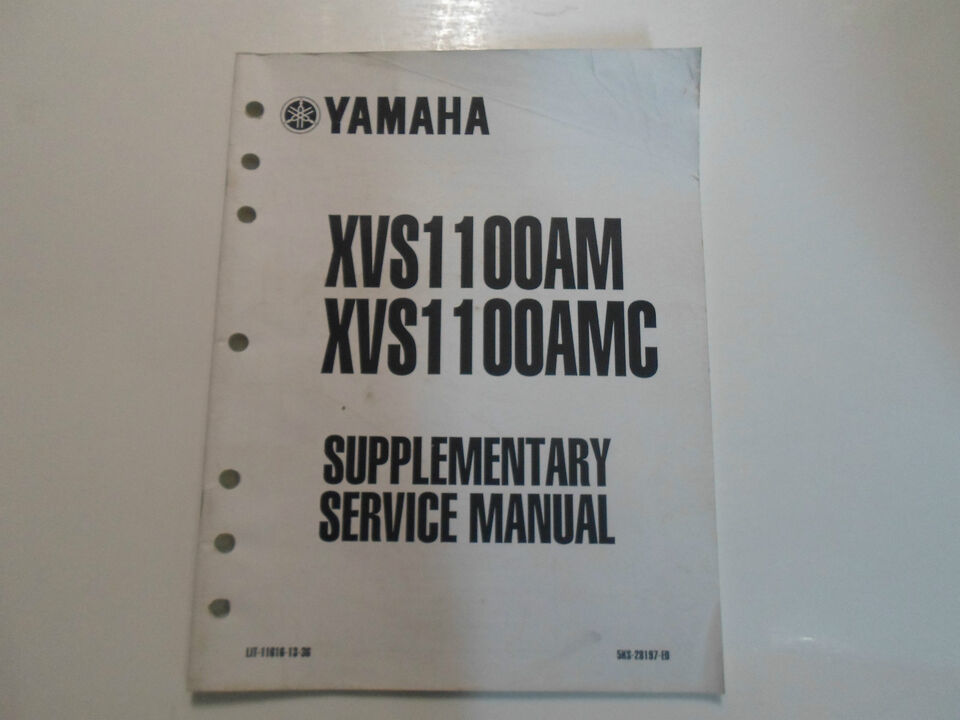 YAMAHA
XVS1100AM
XVS1100AMC
SUPPLEMENTARY
SERVICE MANUAL
LIT-11616-13-36
5KS-28197-E0